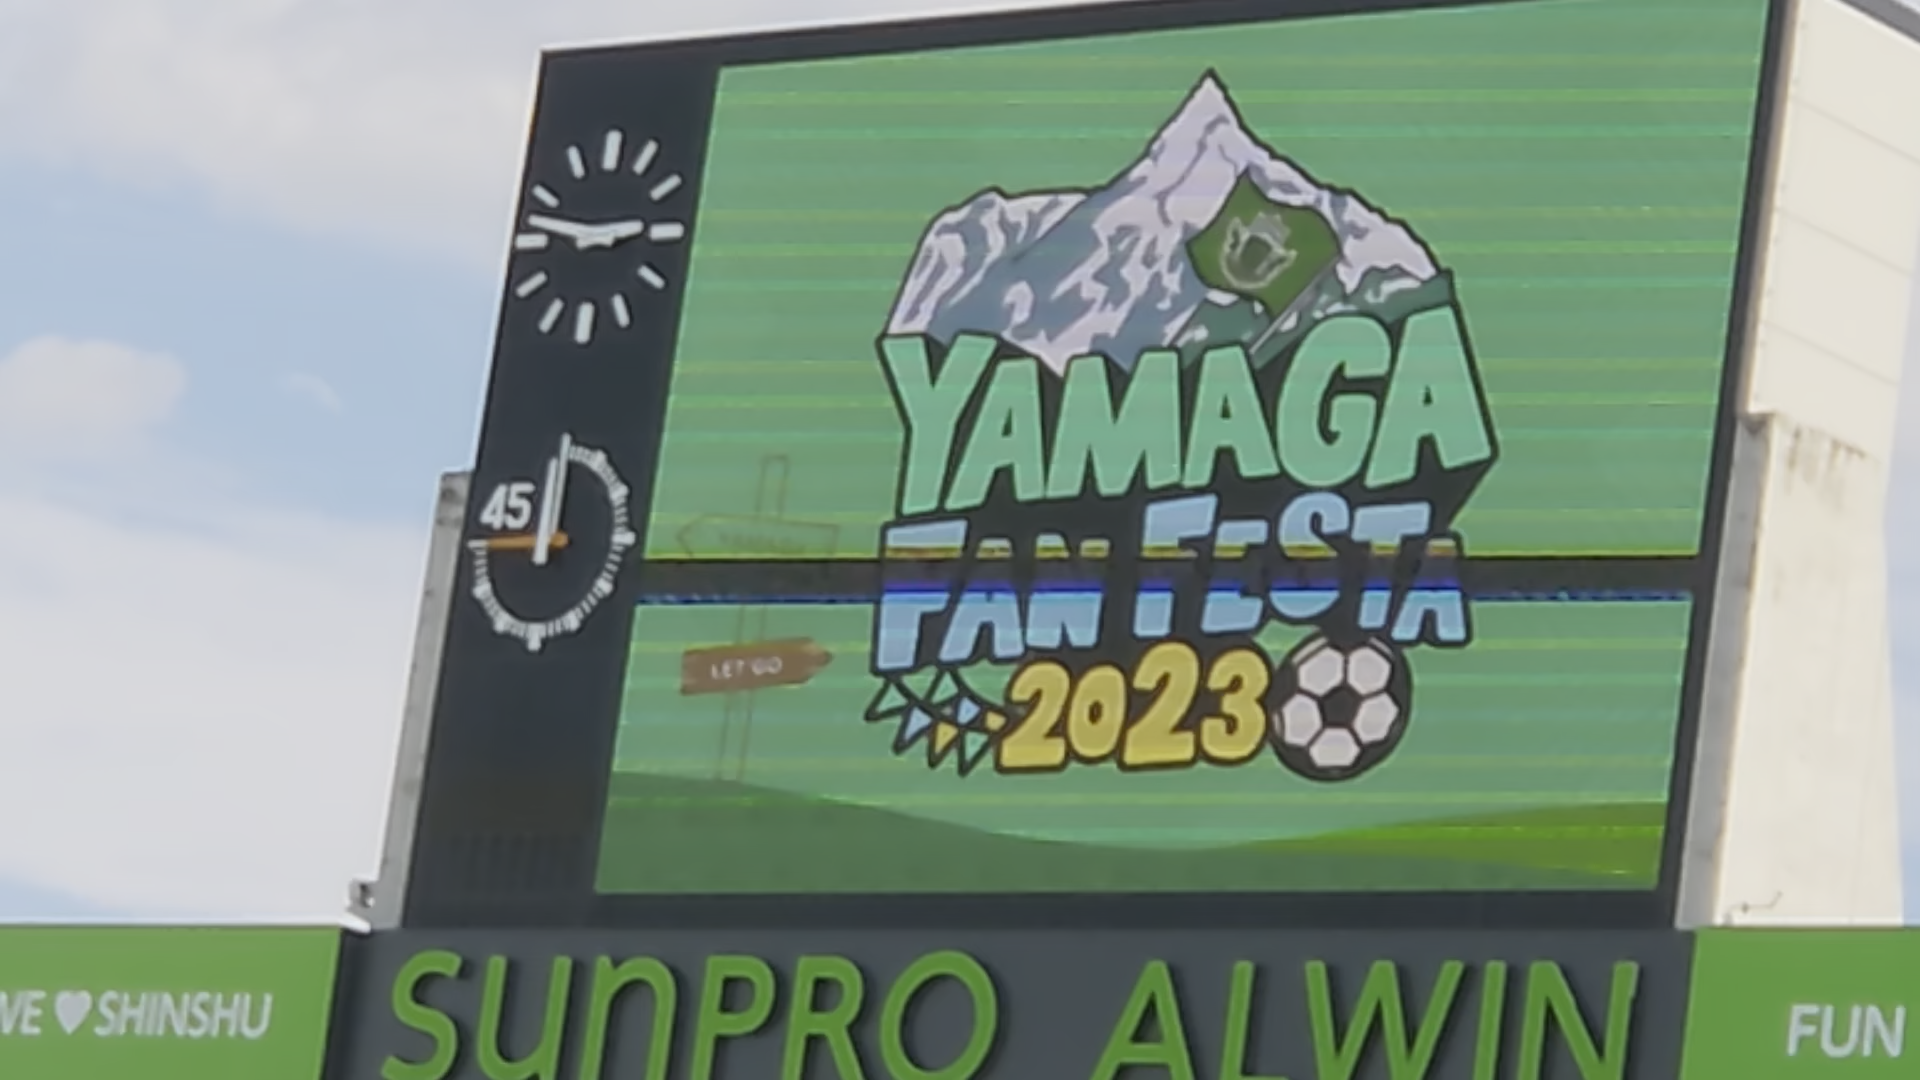 45
YAMAGA
FAN FESTA
2023
LET'GO
VE♥SHINSHU
SUNPRO ALWIN
FUN